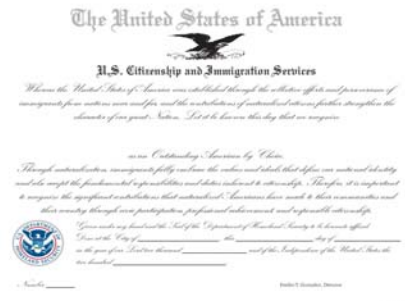 The United States of America
U.S. Citizenship and Immigration Services
Whereas the United States of America was established through the collective efforts and perseverance of
immigrants from nations near and far, and the contributions of naturalized citizens further strengthen the
character of our great Nation. Let it be known this day that we recognize
as an Outstanding American by Choice.
Through naturalization, immigrants fully embrace the values and ideals that define our national identity
and also accept the fundamental responsibilities and duties inherent to citizenship. Therefore, it is important
to recognize the significant contributions that naturalized Americans have made to their communities and
their country through civic participation, professional achievement and responsible citizenship.
Given under my hand and the Seal of the Department of Homeland Security to be hereunto affixed.
Done at the City of this day of
in the year of our Lord two thousand and of the Independence of the United States the
two hundred
DEPARTMENT OF
HOMELAND SECURITY
Number
Emilio T. Gonzalez, Director